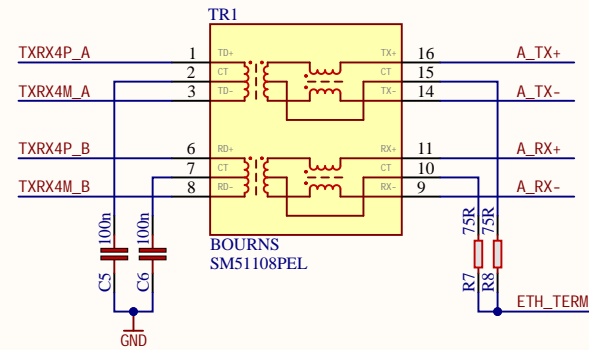 TR1
TXRX4P_A 1 TD+ TX+ 16 A_TX+
2 CT CT 15
TXRX4M_A 3 TD- TX- 14 A_TX-
TXRX4P_B 6 RD+ RX+ 11 A_RX+
7 CT CT 10
TXRX4M_B 8 RD- RX- 9 A_RX-
100n 100n 75R 75R
BOURNS
SM51108PEL
C5 C6 R7 R8
ETH_TERM
GND